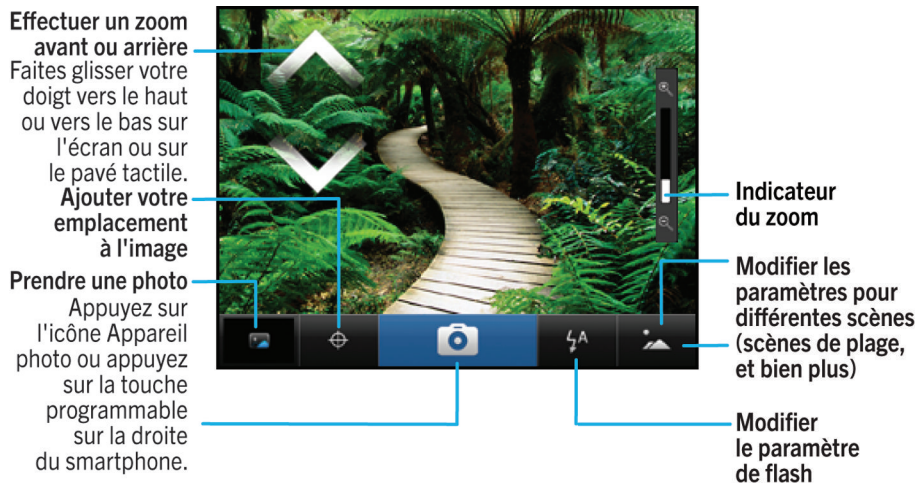 Effectuer un zoom
avant ou arrière
Faites glisser votre
doigt vers le haut
ou vers le bas sur
l'écran ou sur
le pavé tactile.
Ajouter votre
emplacement
à l'image
Prendre une photo
Appuyez sur
l'icône Appareil
photo ou appuyez
sur la touche
programmable
sur la droite
du smartphone.
A
Indicateur
du zoom
Modifier les
paramètres pour
différentes scènes
(scènes de plage,
et bien plus)
Modifier
le paramètre
de flash